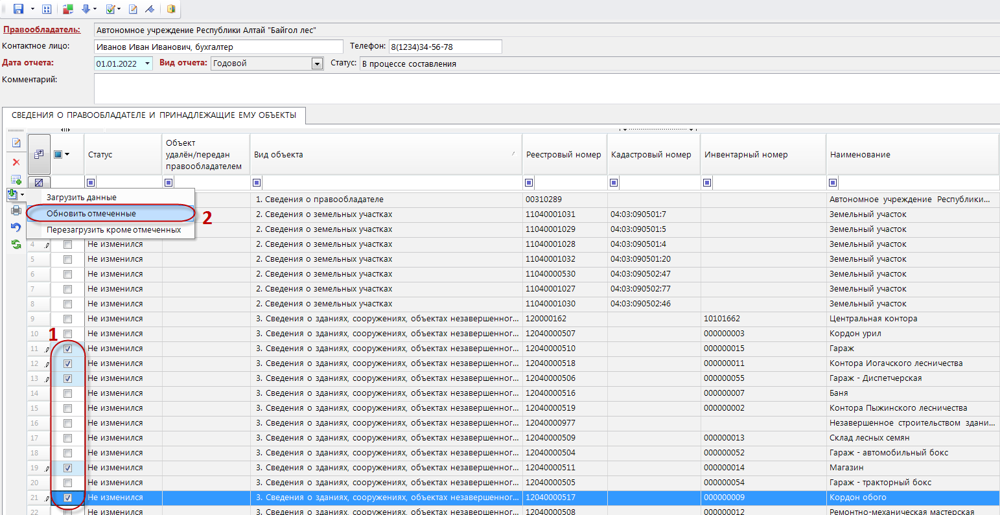 Правообладатель: Автономное учреждение Республики Алтай "Байгол лес"
Контактное лицо: Иванов Иван Иванович, бухгалтер Телефон: 8(1234)34-56-78
Дата отчета: 01.01.2022 Вид отчета: Годовой Статус: В процессе составления
Комментарий:
СВЕДЕНИЯ О ПРАВООБЛАДАТЕЛЕ И ПРИНАДЛЕЖАЩИЕ ЕМУ ОБЪЕКТЫ
Статус Объект удалён/передан правообладателем Вид объекта Реестровый номер Кадастровый номер Инвентарный номер Наименование
Загрузить данные
Обновить отмеченные 2
Перезагрузить кроме отмеченных
1. Сведения о правообладателе 00310289 Автономное учреждение Республики...
2. Сведения о земельных участках 11040001031 04:03:090501:7 Земельный участок
2. Сведения о земельных участках 11040001029 04:03:090501:5 Земельный участок
4 Не изменился 2. Сведения о земельных участках 11040001028 04:03:090501:4 Земельный участок
5 Не изменился 2. Сведения о земельных участках 11040001032 04:03:090501:20 Земельный участок
6 Не изменился 2. Сведения о земельных участках 11040000530 04:03:090502:47 Земельный участок
7 Не изменился 2. Сведения о земельных участках 11040001027 04:03:090502:77 Земельный участок
8 Не изменился 2. Сведения о земельных участках 11040001030 04:03:090502:46 Земельный участок
9 Не изменился 3. Сведения о зданиях, сооружениях, объектах незавершенног... 120000162 10101662 Центральная контора
10 Не изменился 3. Сведения о зданиях, сооружениях, объектах незавершенног... 12040000507 000000003 Кордон урил
1
11 Не изменился 3. Сведения о зданиях, сооружениях, объектах незавершенног... 12040000510 000000015 Гараж
12 Не изменился 3. Сведения о зданиях, сооружениях, объектах незавершенног... 12040000518 000000011 Контора Иогачского лесничества
13 Не изменился 3. Сведения о зданиях, сооружениях, объектах незавершенног... 12040000506 000000055 Гараж - Диспетчерская
14 Не изменился 3. Сведения о зданиях, сооружениях, объектах незавершенног... 12040000516 000000007 Баня
15 Не изменился 3. Сведения о зданиях, сооружениях, объектах незавершенног... 12040000519 000000002 Контора Пыжинского лесничества
16 Не изменился 3. Сведения о зданиях, сооружениях, объектах незавершенног... 12040000977 Незавершенное строительством здани...
17 Не изменился 3. Сведения о зданиях, сооружениях, объектах незавершенног... 12040000509 000000013 Склад лесных семян
18 Не изменился 3. Сведения о зданиях, сооружениях, объектах незавершенног... 12040000504 000000052 Гараж - автомобильный бокс
19 Не изменился 3. Сведения о зданиях, сооружениях, объектах незавершенног... 12040000511 000000014 Магазин
20 Не изменился 3. Сведения о зданиях, сооружениях, объектах незавершенног... 12040000505 000000054 Гараж - тракторный бокс
21 Не изменился 3. Сведения о зданиях, сооружениях, объектах незавершенног... 12040000517 000000009 Кордон обого
22 Не изменился 3. Сведения о зданиях, сооружениях, объектах незавершенног... 12040000508 000000012 Ремонтно-механическая мастерская